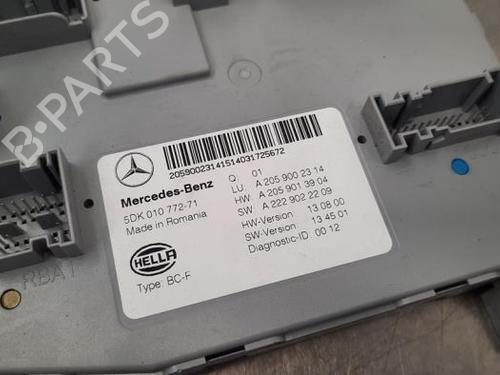 B-PARTS
20590023141514031725672
Mercedes-Benz
5DK 010 772-71
Made in Romania
HELLA
Type: BC-F
Q: 01
LU: A 205 900 23 14
HW: A 205 901 39 04
SW: A 222 902 22 09
HW-Version 13.08.00
SW-Version: 13 45 01
Diagnostic-ID: 00 12
RBA1